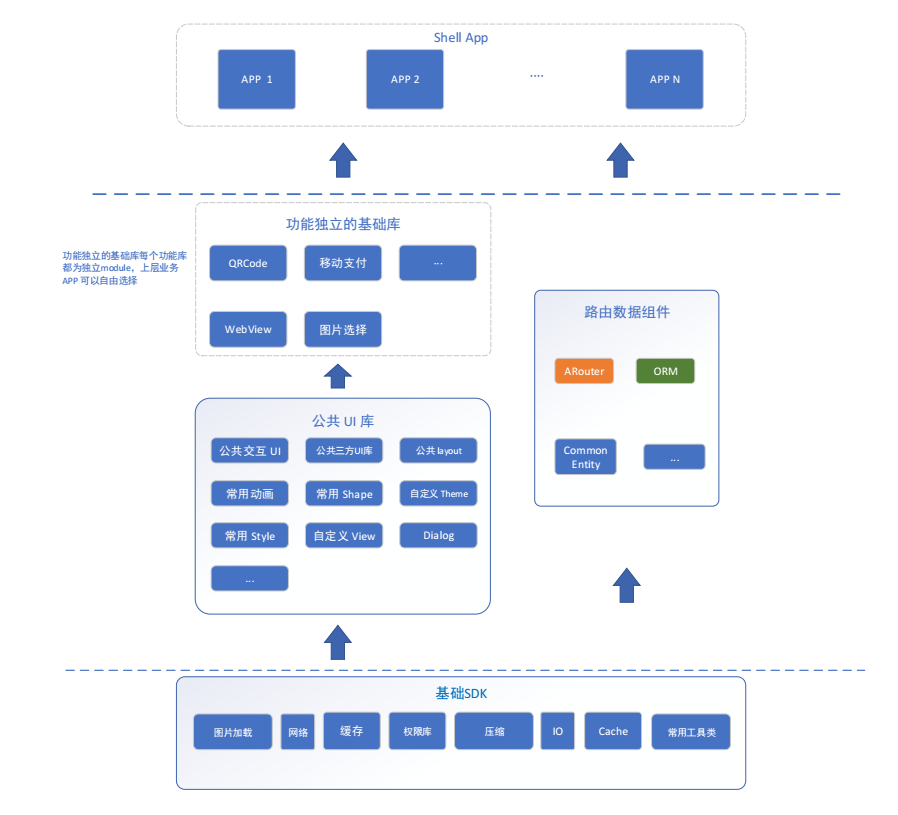 Shell App
APP 1
APP 2
....
APP N
功能独立的基础库
功能独立的基础库每个功能库
都为独立module，上层业务
APP 可以自由选择
QRCode
移动支付
...
WebView
图片选择
路由数据组件
ARouter
ORM
Common
Entity
...
公共 UI 库
公共交互 UI
公共三方UI库
公共 layout
常用动画
常用 Shape
自定义 Theme
常用 Style
自定义 View
Dialog
...
基础SDK
图片加载
网络
缓存
权限库
压缩
IO
Cache
常用工具类